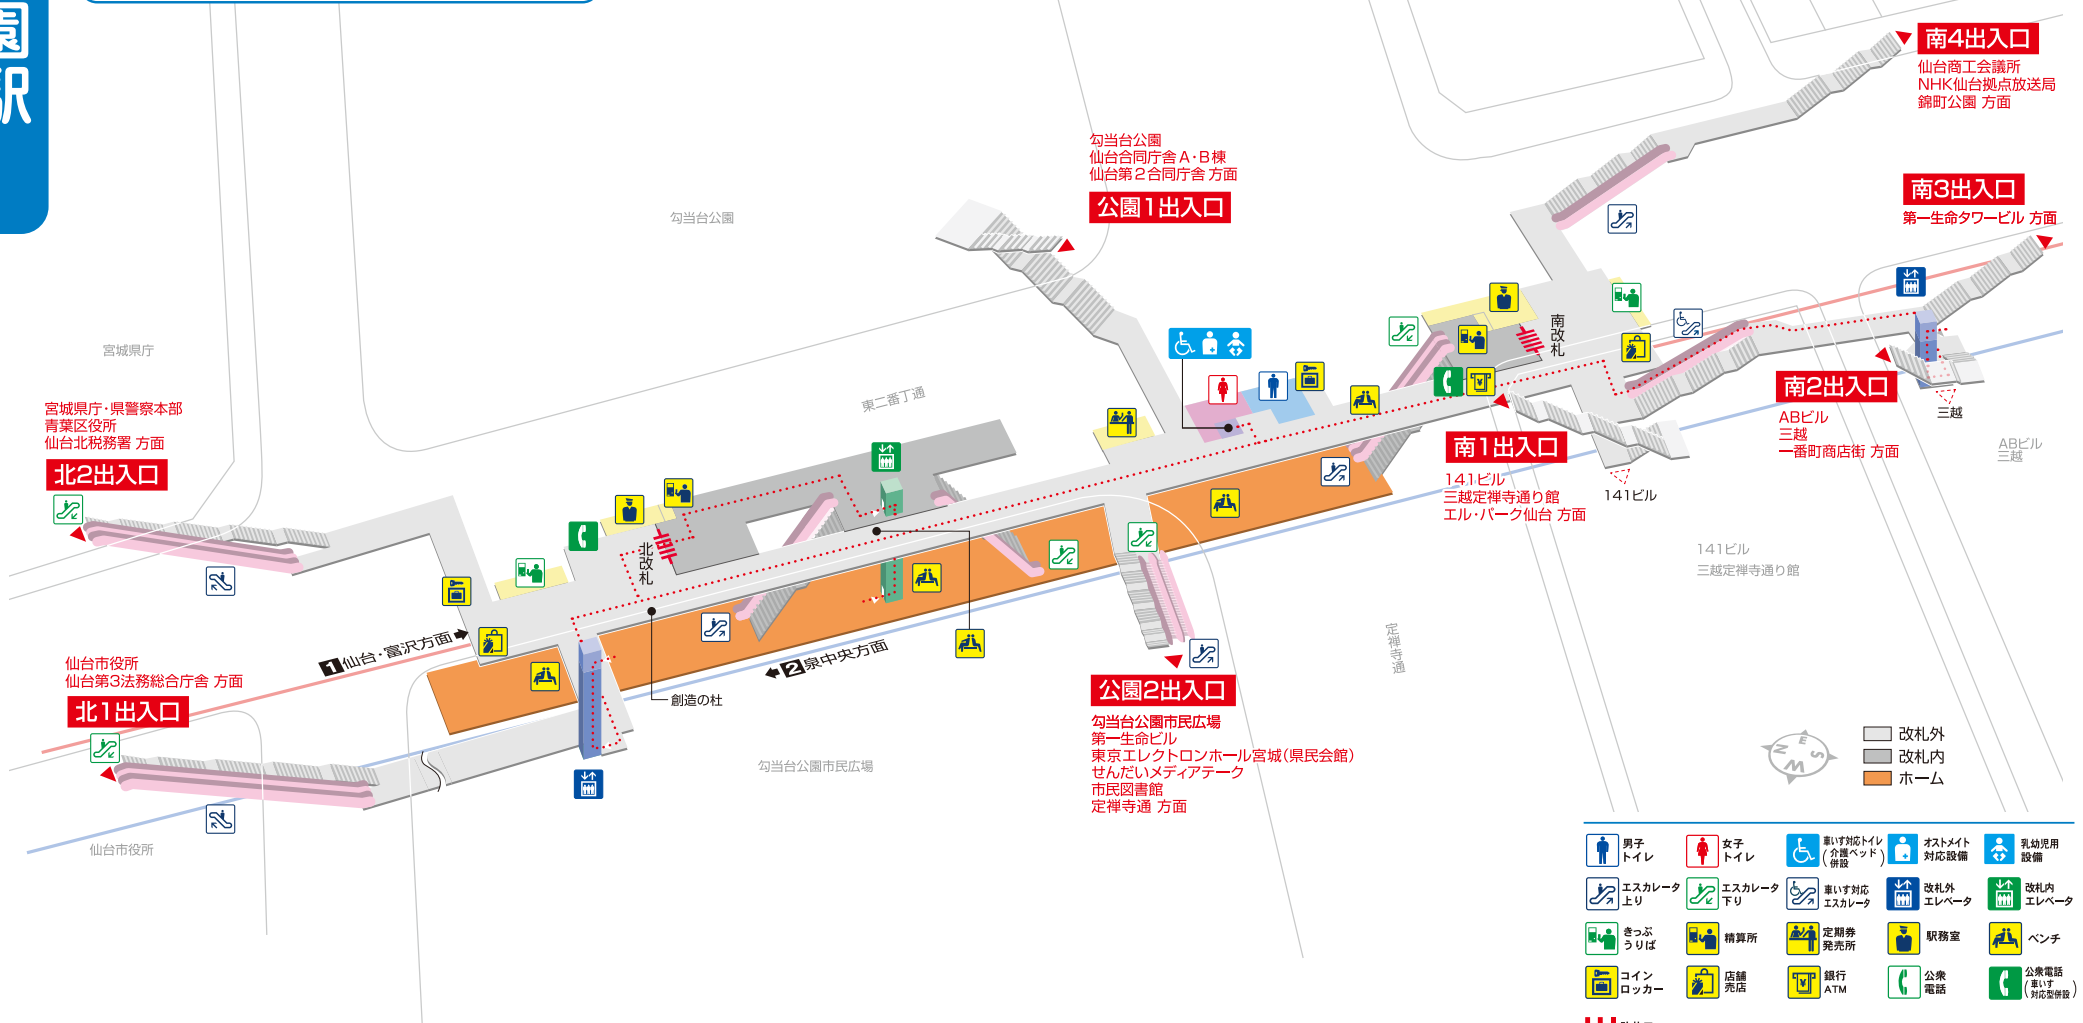 園
駅
南4出入口
仙台商工会議所
NHK仙台拠点放送局
錦町公園 方面
勾当台公園
仙台合同庁舎A・B棟
仙台第2合同庁舎 方面
公園1出入口
南3出入口
第一生命タワービル 方面
勾当台公園
宮城県庁
東二番丁通
南改札
宮城県庁・県警察本部
青葉区役所
仙台北税務署 方面
北2出入口
南2出入口
ABビル
三越
一番町商店街 方面
三越
ABビル
三越
南1出入口
141ビル
三越定禅寺通り館
エル・パーク仙台 方面
141ビル
141ビル
三越定禅寺通り館
北改札
1 仙台・富沢方面
2 泉中央方面
創造の杜
定禅寺通
仙台市役所
仙台第3法務総合庁舎 方面
北1出入口
公園2出入口
勾当台公園市民広場
第一生命ビル
東京エレクトロンホール宮城(県民会館)
せんだいメディアテーク
市民図書館
定禅寺通 方面
勾当台公園市民広場
仙台市役所
N E S W
改札外
改札内
ホーム
男子トイレ
女子トイレ
車いす対応トイレ(介護ベッド併設)
オストメイト対応設備
乳幼児用設備
エスカレータ上り
エスカレータ下り
車いす対応エスカレータ
改札外エレベータ
改札内エレベータ
きっぷうりば
精算所
定期券発売所
駅務室
ベンチ
コインロッカー
店舗売店
銀行ATM
公衆電話
公衆電話(車いす対応型併設)